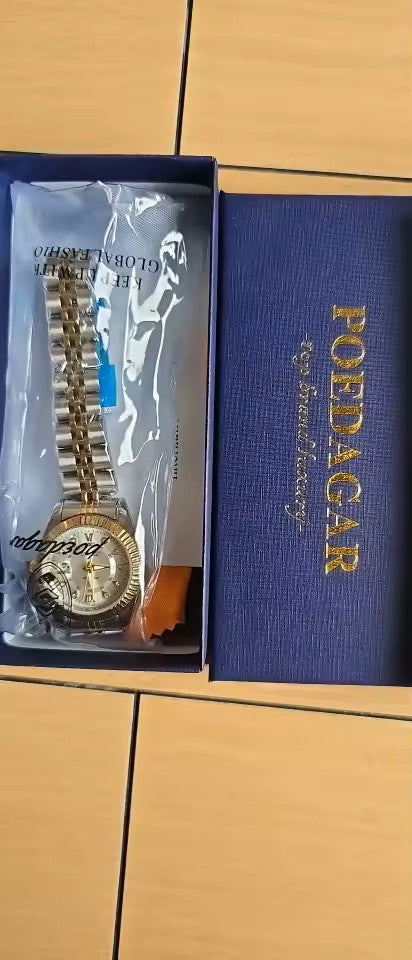 KEEP UP WITH
GLOBAL FASHIO
poedagar
POEDAGAR
-Top brand luxury-